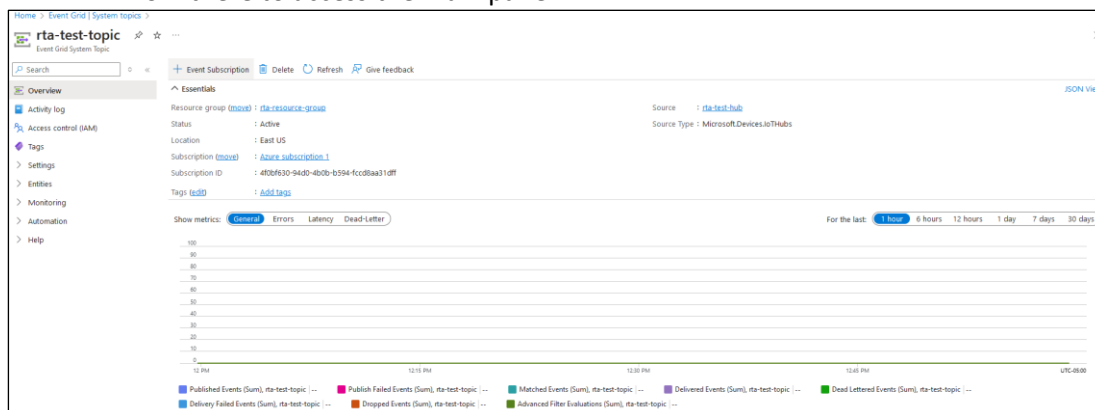 Home > Event Grid | System topics >
rta-test-topic
Event Grid System Topic
Search
+ Event Subscription Delete Refresh Give feedback
Overview
Activity log
Access control (IAM)
Tags
> Settings
> Entities
> Monitoring
> Automation
> Help
Essentials
JSON Vie
Resource group (move) : rta-resource-group
Status : Active
Location : East US
Subscription (move) : Azure subscription 1
Subscription ID : 4f0bf630-94d0-4b0b-b594-fccd8aa31dff
Tags (edit) : Add tags
Source : rta-test-hub
Source Type : Microsoft.Devices.IoTHubs
Show metrics: General Errors Latency Dead-Letter
For the last: 1 hour 6 hours 12 hours 1 day 7 days 30 days
100
90
80
70
60
50
40
30
20
10
0
12 PM 12:15 PM 12:30 PM 12:45 PM UTC-05:00
Published Events (Sum), rta-test-topic | -- Publish Failed Events (Sum), rta-test-topic | -- Matched Events (Sum), rta-test-topic | -- Delivered Events (Sum), rta-test-topic | -- Dead Lettered Events (Sum), rta-test-topic | --
Delivery Failed Events (Sum), rta-test-topic | -- Dropped Events (Sum), rta-test-topic | -- Advanced Filter Evaluations (Sum), rta-test-topic | --